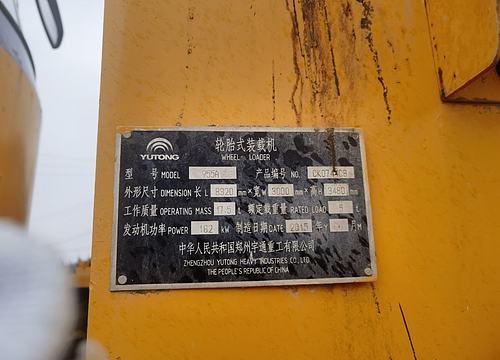 YUTONG
轮胎式装载机
WHEEL LOADER
型 号 MODEL 955A 产品编号 NO.
外形尺寸 DIMENSION 长 L 8320 mm×宽 W 3000 mm×高 H 3480 mm
工作质量 OPERATING MASS 17.5 t 额定载重量 RATED LOAD 5 t
发动机功率 POWER 162 kW 制造日期 DATE 2015 年 Y 月 M
中华人民共和国郑州宇通重工有限公司
ZHENGZHOU YUTONG HEAVY INDUSTRIES CO., LTD.
THE PEOPLE'S REPUBLIC OF CHINA